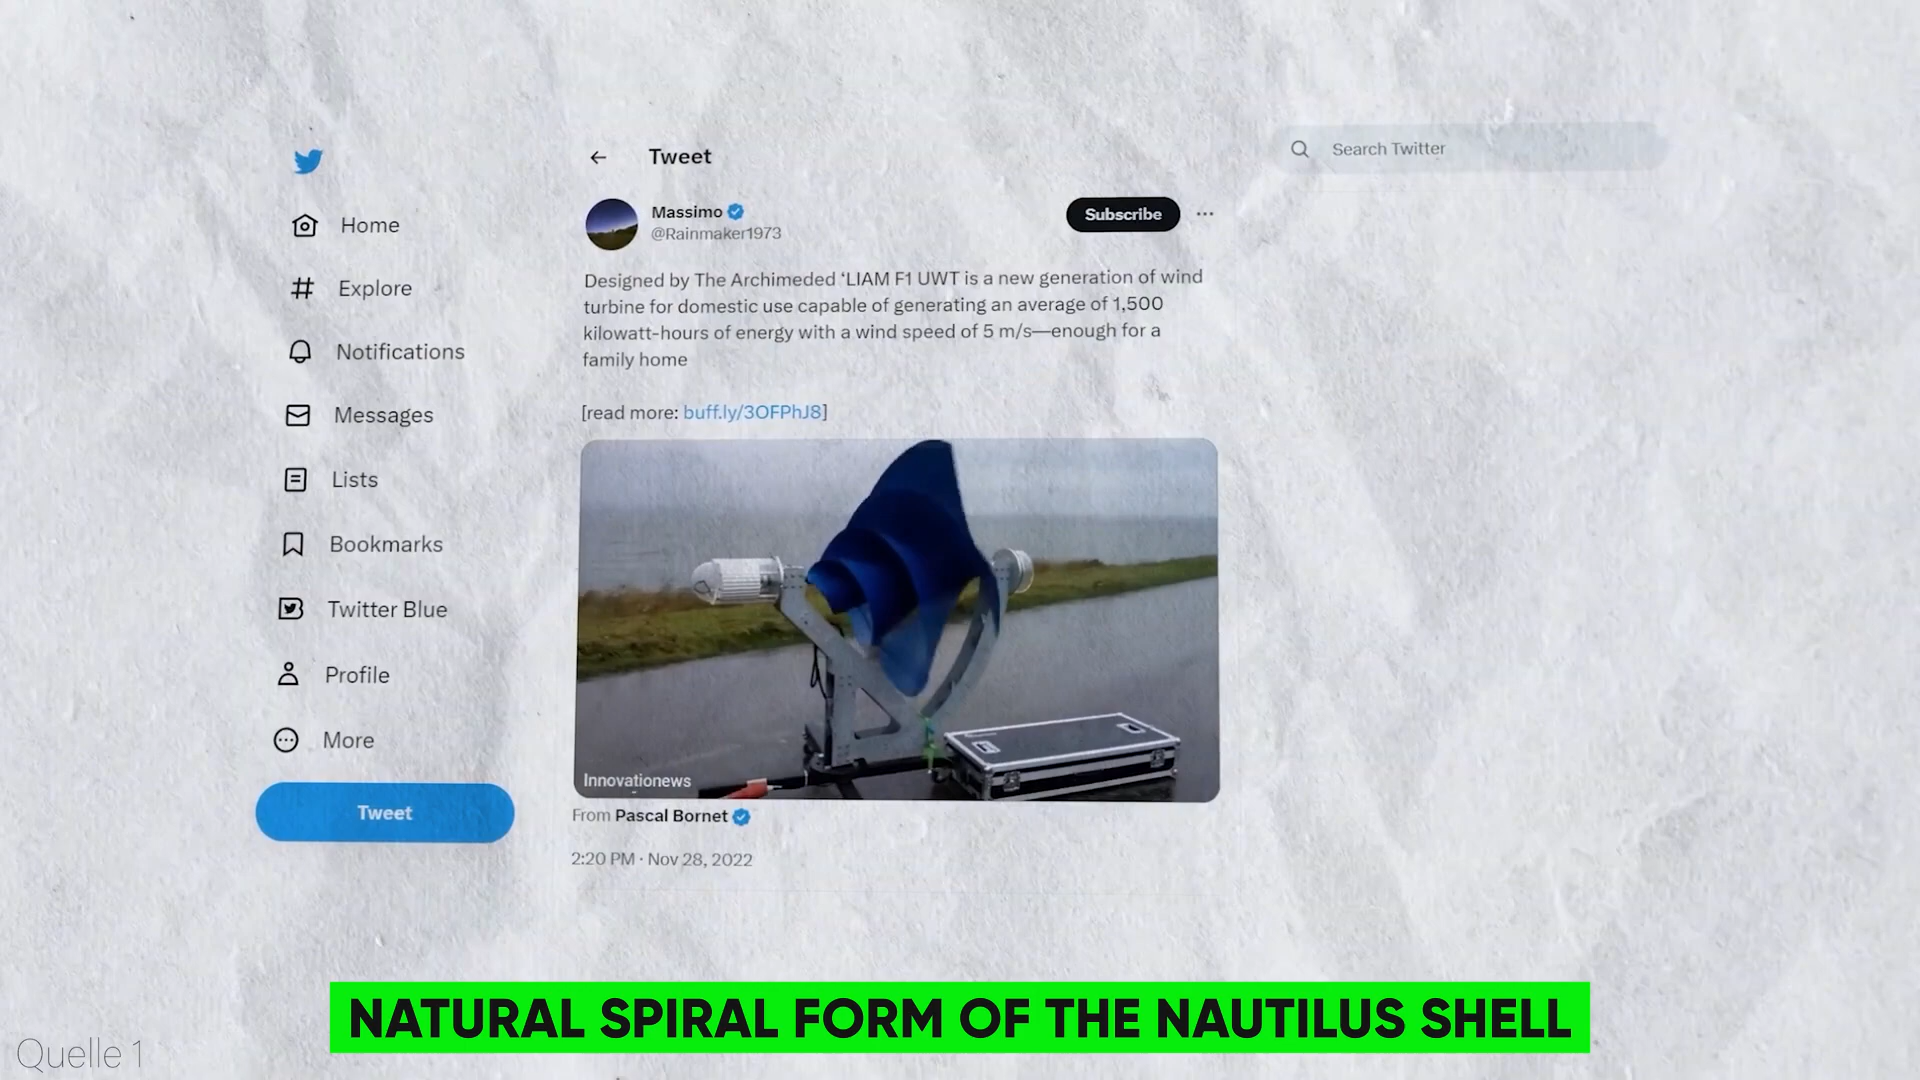 Tweet
Search Twitter
Massimo
@Rainmaker1973
Subscribe
Home
Explore
Notifications
Messages
Lists
Bookmarks
Twitter Blue
Profile
More
Tweet
Designed by The Archimeded ‘LIAM F1 UWT is a new generation of wind
turbine for domestic use capable of generating an average of 1,500
kilowatt-hours of energy with a wind speed of 5 m/s—enough for a
family home
[read more: buff.ly/3OFPhJ8]
Innovationews
From Pascal Bornet
2:20 PM · Nov 28, 2022
NATURAL SPIRAL FORM OF THE NAUTILUS SHELL
Quelle 1